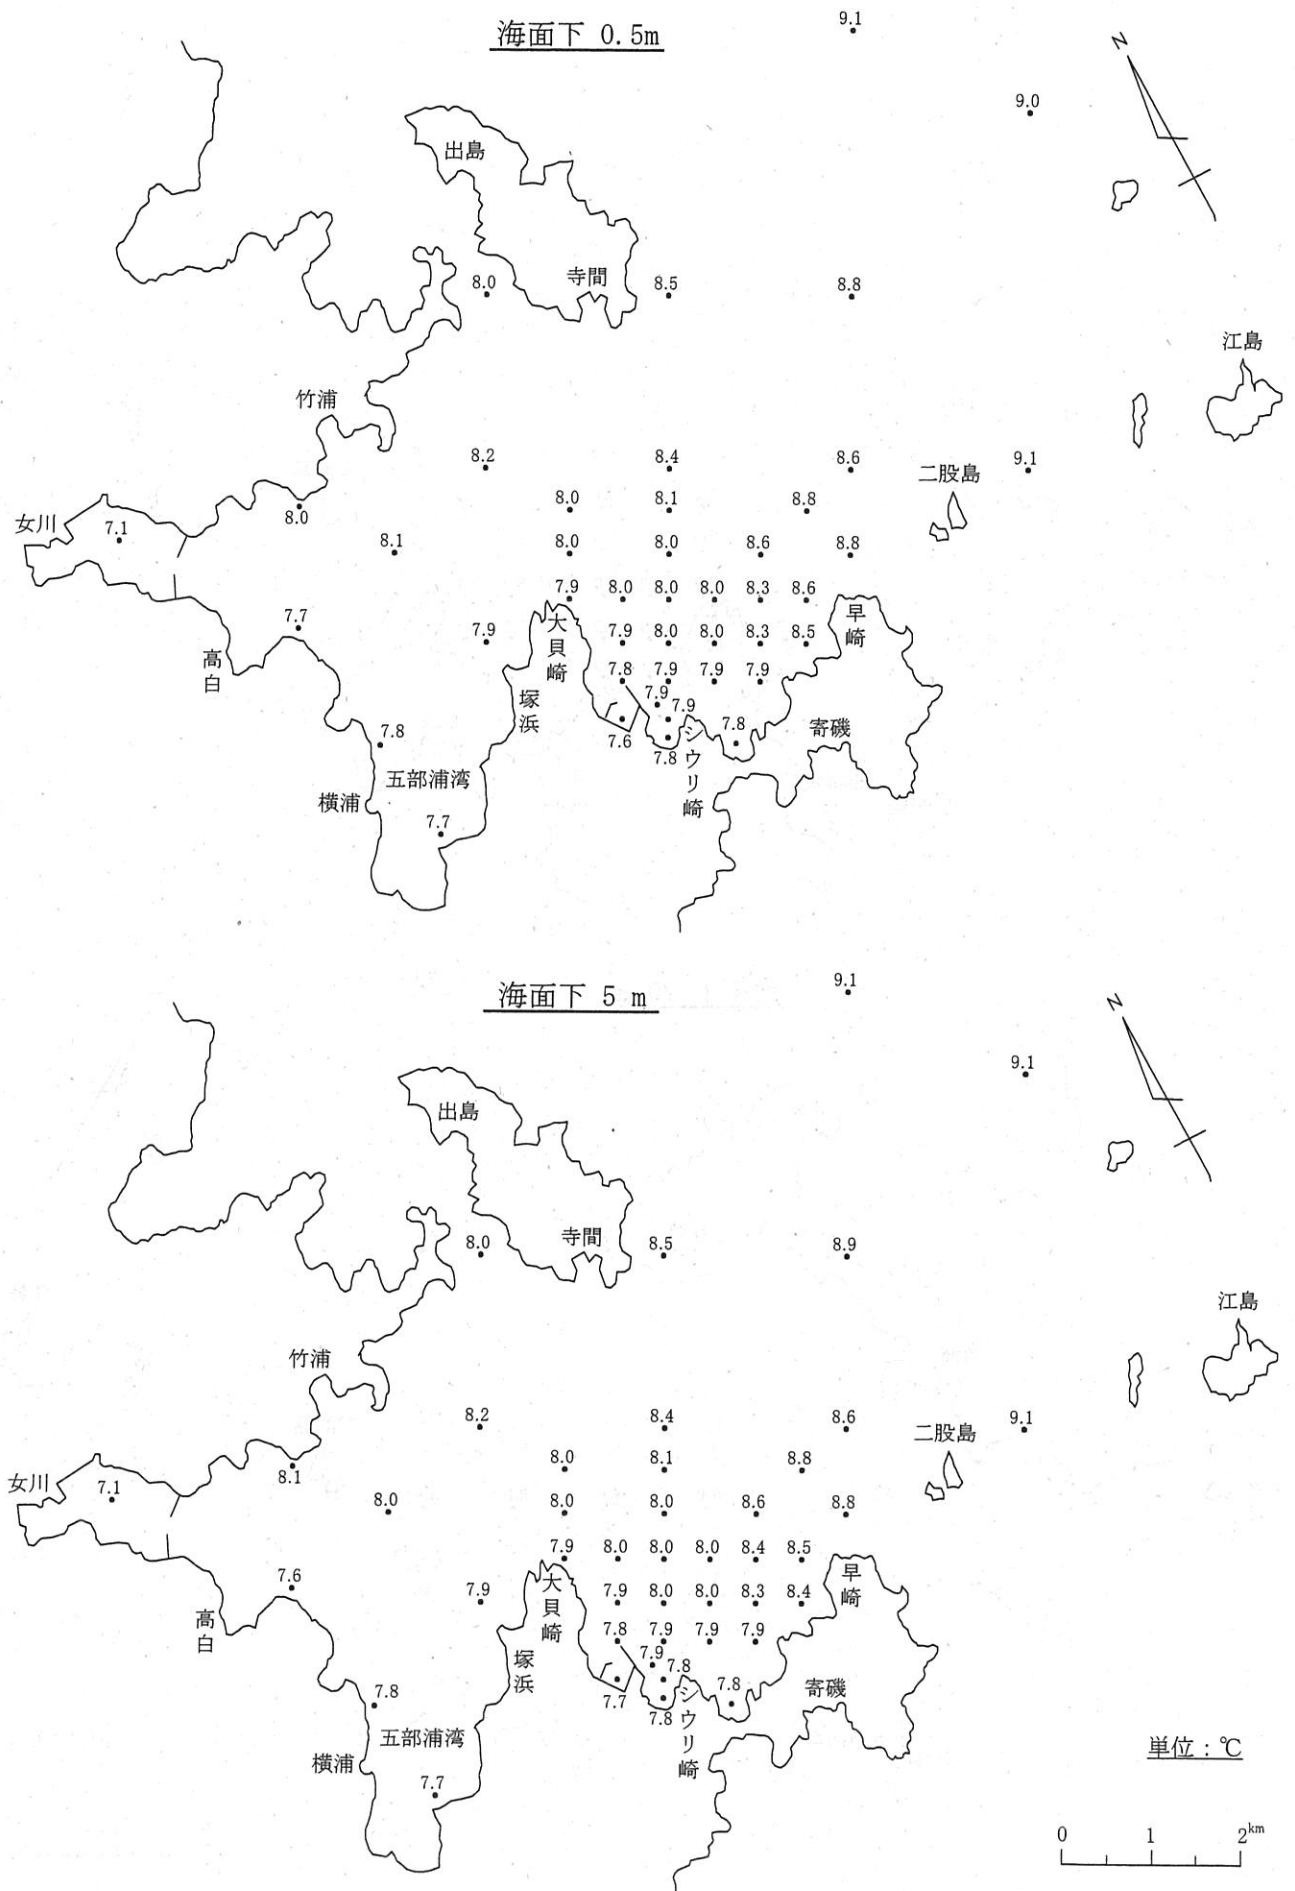 海面下 0.5m
9.1
9.0
N
出島
寺間
8.0
8.5
8.8
江島
竹浦
8.2
8.4
8.6
9.1
二股島
8.0
8.0
8.1
8.8
女川
7.1
8.1
8.0
8.0
8.6
8.8
7.9
8.0
8.0
8.0
8.3
8.6
7.7
7.9
7.9
8.0
8.0
8.3
8.5
大貝崎
早崎
高白
7.8
7.9
7.9
7.9
塚浜
7.9
7.9
7.8
7.6
7.8
7.8
シウリ崎
寄磯
五部浦湾
横浦
7.7
海面下 5 m
9.1
9.1
N
出島
寺間
8.0
8.5
8.9
江島
竹浦
8.2
8.4
8.6
9.1
二股島
8.1
8.0
8.1
8.8
女川
7.1
8.0
8.0
8.0
8.6
8.8
7.9
8.0
8.0
8.0
8.4
8.5
7.6
7.9
7.9
8.0
8.0
8.3
8.4
大貝崎
早崎
高白
7.8
7.9
7.9
7.9
塚浜
7.9
7.8
7.8
7.7
7.8
7.8
シウリ崎
寄磯
五部浦湾
横浦
7.7
単位：℃
0 1 2km